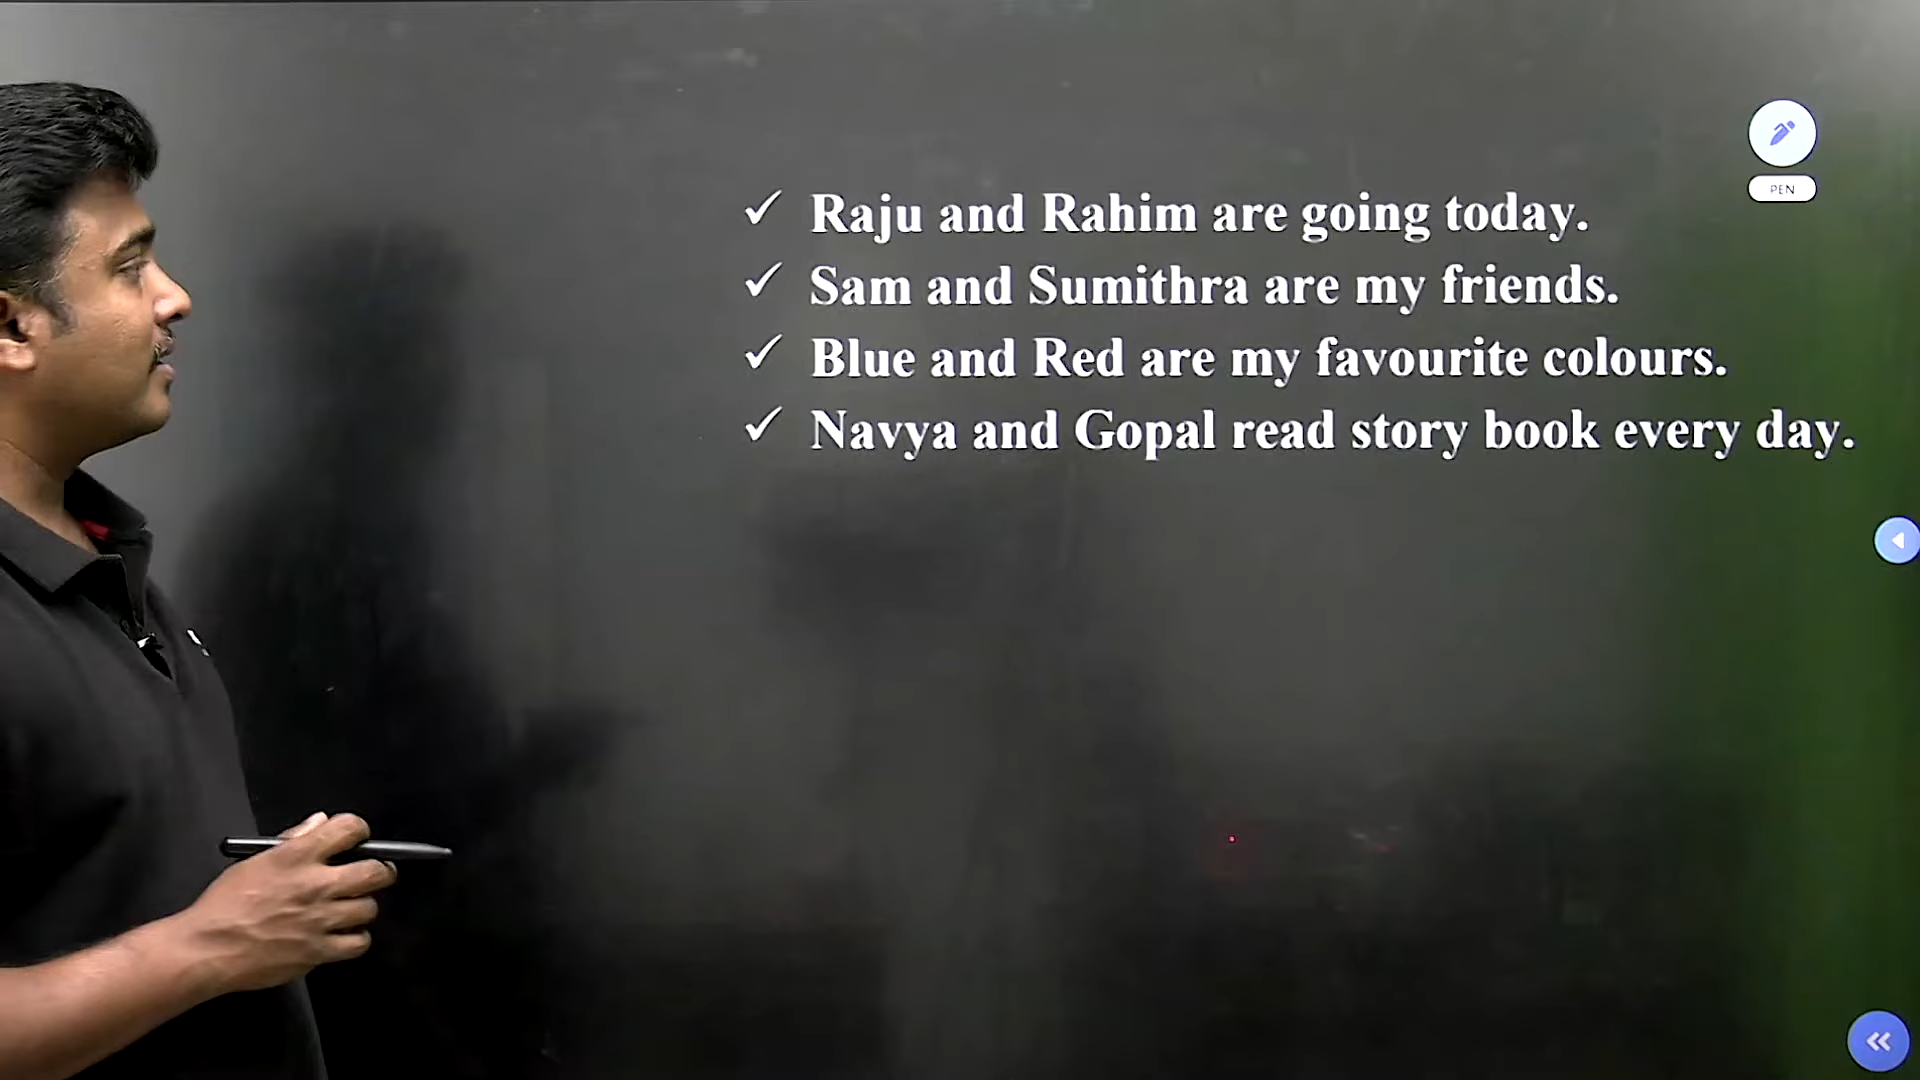 PEN
✓ Raju and Rahim are going today.
✓ Sam and Sumithra are my friends.
✓ Blue and Red are my favourite colours.
✓ Navya and Gopal read story book every day.